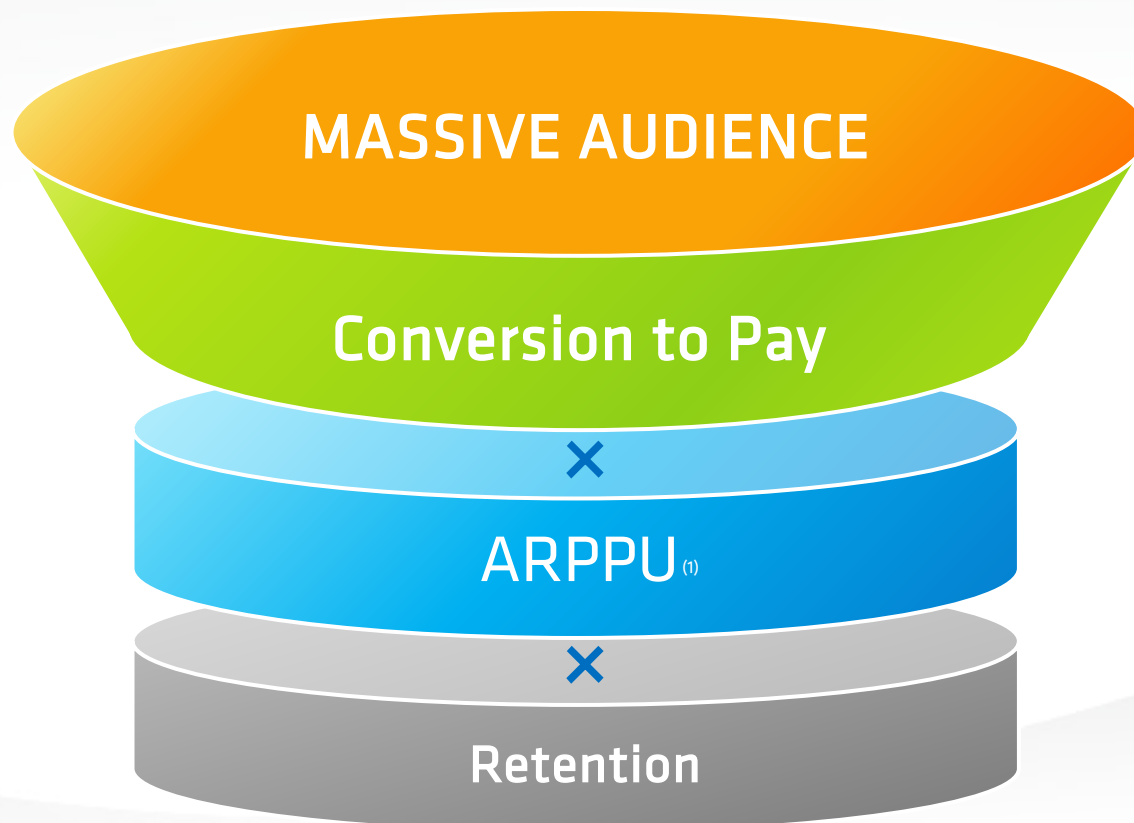 MASSIVE AUDIENCE
Conversion to Pay
×
ARPPU (1)
×
Retention